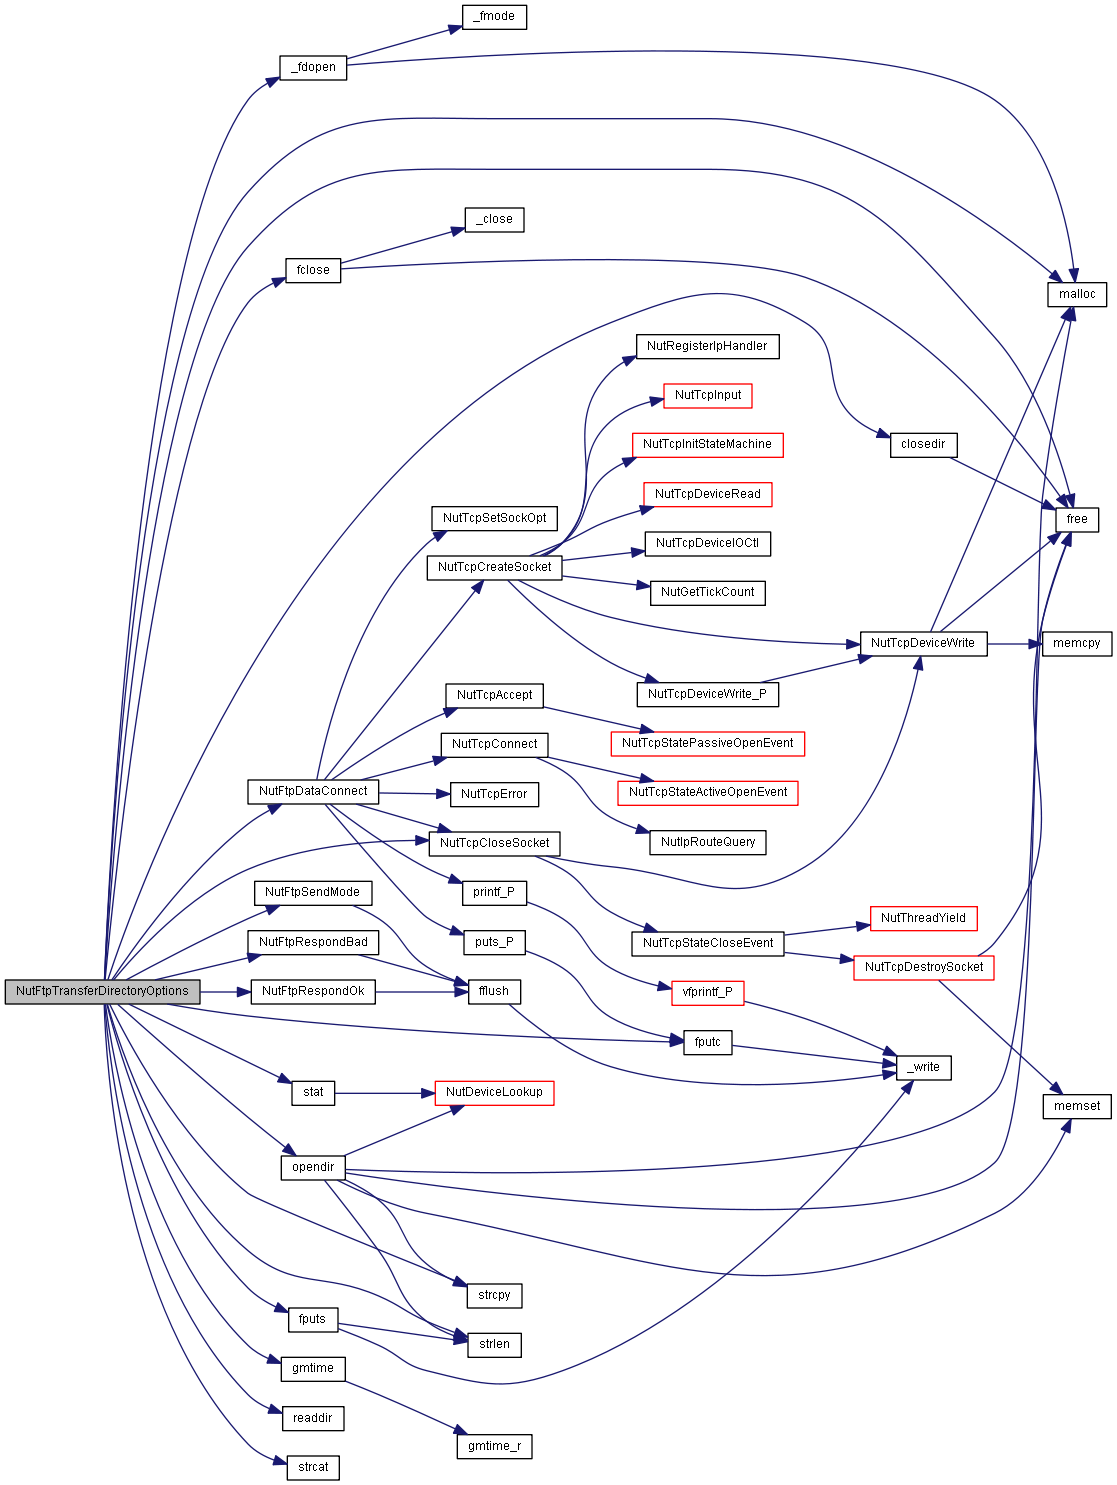 _fmode
_fdopen
_close
fclose
malloc
NutRegisterIpHandler
NutTcpInput
NutTcpInitStateMachine
closedir
NutTcpDeviceRead
NutTcpSetSockOpt
free
NutTcpDeviceIOCtl
NutTcpCreateSocket
NutGetTickCount
NutTcpDeviceWrite
memcpy
NutTcpAccept
NutTcpDeviceWrite_P
NutTcpConnect
NutTcpStatePassiveOpenEvent
NutFtpDataConnect
NutTcpError
NutTcpStateActiveOpenEvent
NutTcpCloseSocket
NutIpRouteQuery
NutFtpSendMode
printf_P
NutThreadYield
NutFtpRespondBad
puts_P
NutTcpStateCloseEvent
NutTcpDestroySocket
NutFtpTransferDirectoryOptions
NutFtpRespondOk
fflush
vfprintf_P
fputc
_write
stat
NutDeviceLookup
memset
opendir
strcpy
fputs
strlen
gmtime
readdir
gmtime_r
strcat